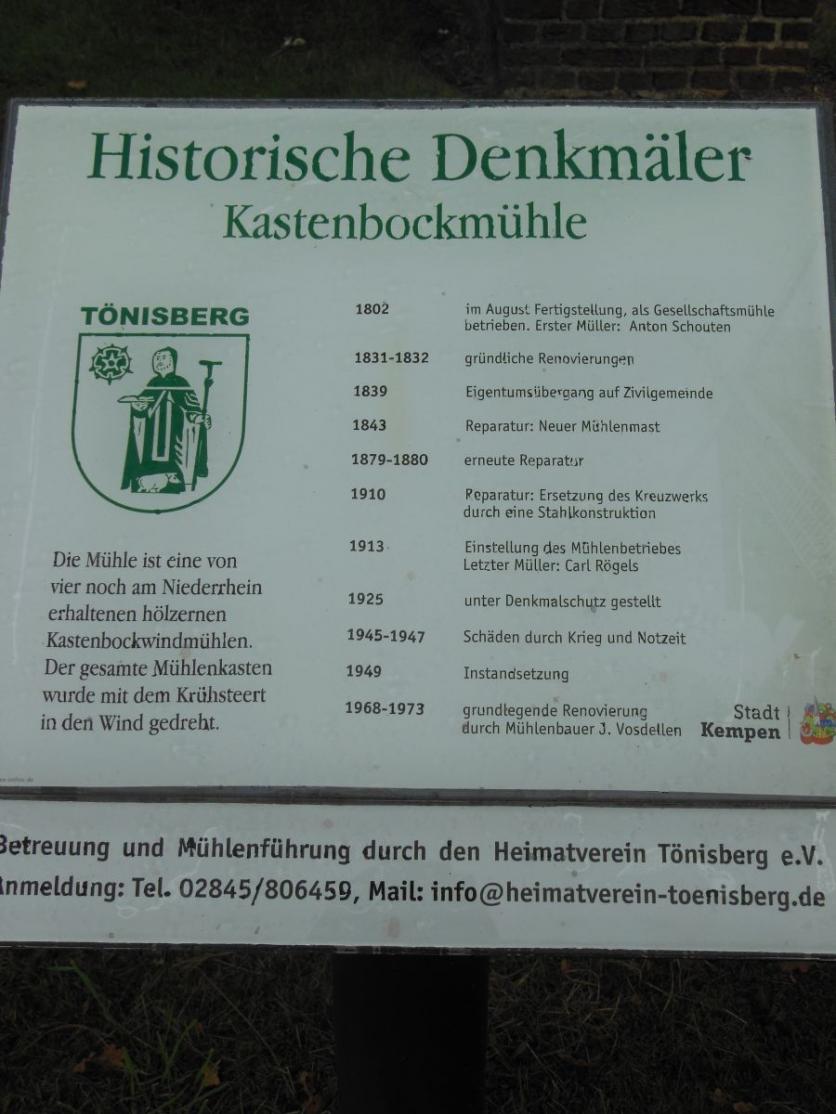 Historische Denkmäler
Kastenbockmühle
TÖNISBERG
Die Mühle ist eine von
vier noch am Niederrhein
erhaltenen hölzernen
Kastenbockwindmühlen.
Der gesamte Mühlenkasten
wurde mit dem Krühsteert
in den Wind gedreht.
1802 im August Fertigstellung, als Gesellschaftsmühle
betrieben. Erster Müller: Anton Schouten
1831-1832 gründliche Renovierungen
1839 Eigentumsübergang auf Zivilgemeinde
1843 Reparatur: Neuer Mühlenmast
1879-1880 erneute Reparatur
1910 Reparatur: Ersetzung des Kreuzwerks
durch eine Stahlkonstruktion
1913 Einstellung des Mühlenbetriebes
Letzter Müller: Carl Rögels
1925 unter Denkmalschutz gestellt
1945-1947 Schäden durch Krieg und Notzeit
1949 Instandsetzung
1968-1973 grundlegende Renovierung
durch Mühlenbauer J. Vosdellen
Stadt
Kempen
Betreuung und Mühlenführung durch den Heimatverein Tönisberg e.V.
Anmeldung: Tel. 02845/806459, Mail: info@heimatverein-toenisberg.de